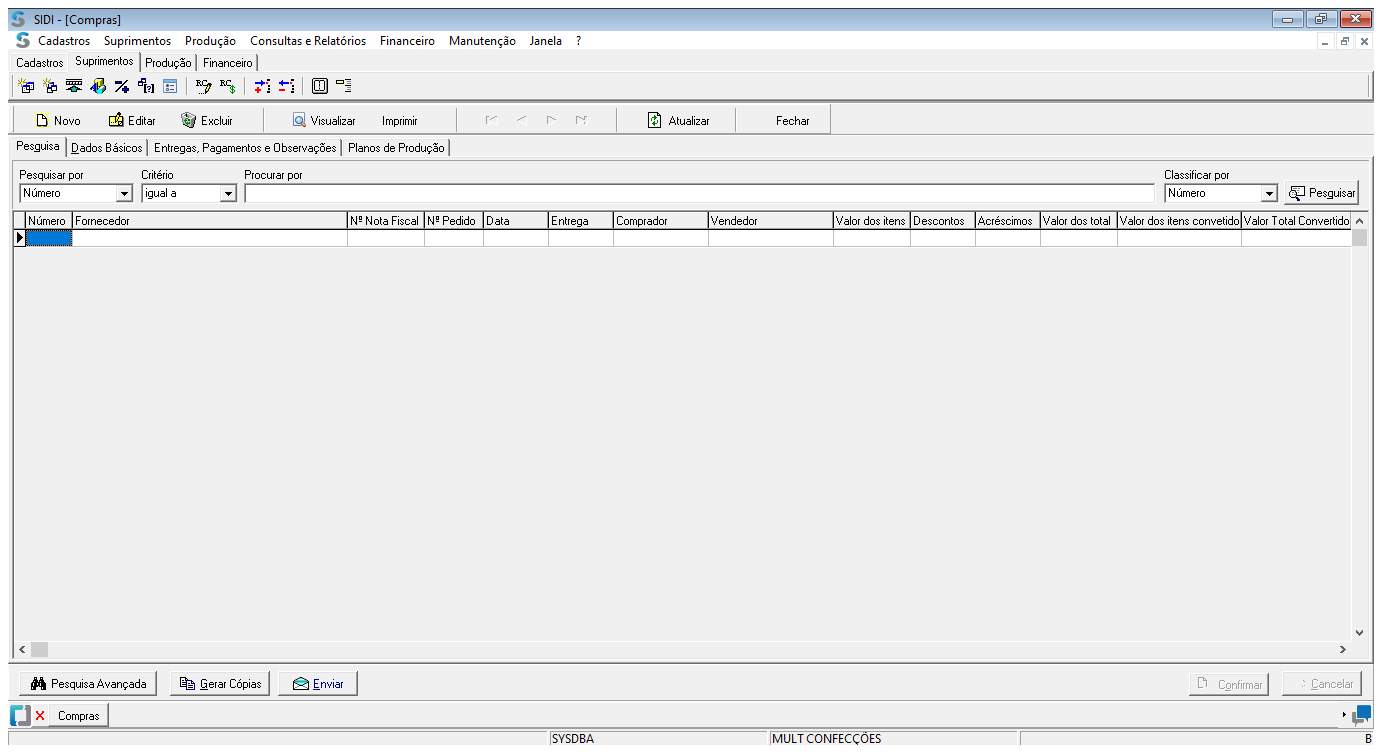 SIDI - [Compras]
Cadastros Suprimentos Produção Consultas e Relatórios Financeiro Manutenção Janela ?
Cadastros Suprimentos Produção Financeiro
RC RC$
Novo Editar Excluir Visualizar Imprimir Atualizar Fechar
Pesquisa Dados Básicos Entregas, Pagamentos e Observações Planos de Produção
Pesquisar por Critério Procurar por Classificar por
Número igual a Número Pesquisar
Número Fornecedor Nº Nota Fiscal Nº Pedido Data Entrega Comprador Vendedor Valor dos itens Descontos Acréscimos Valor dos total Valor dos itens convetido Valor Total Convertido
Pesquisa Avançada Gerar Cópias Enviar Confirmar Cancelar
Compras
SYSDBA MULT CONFECÇÕES B